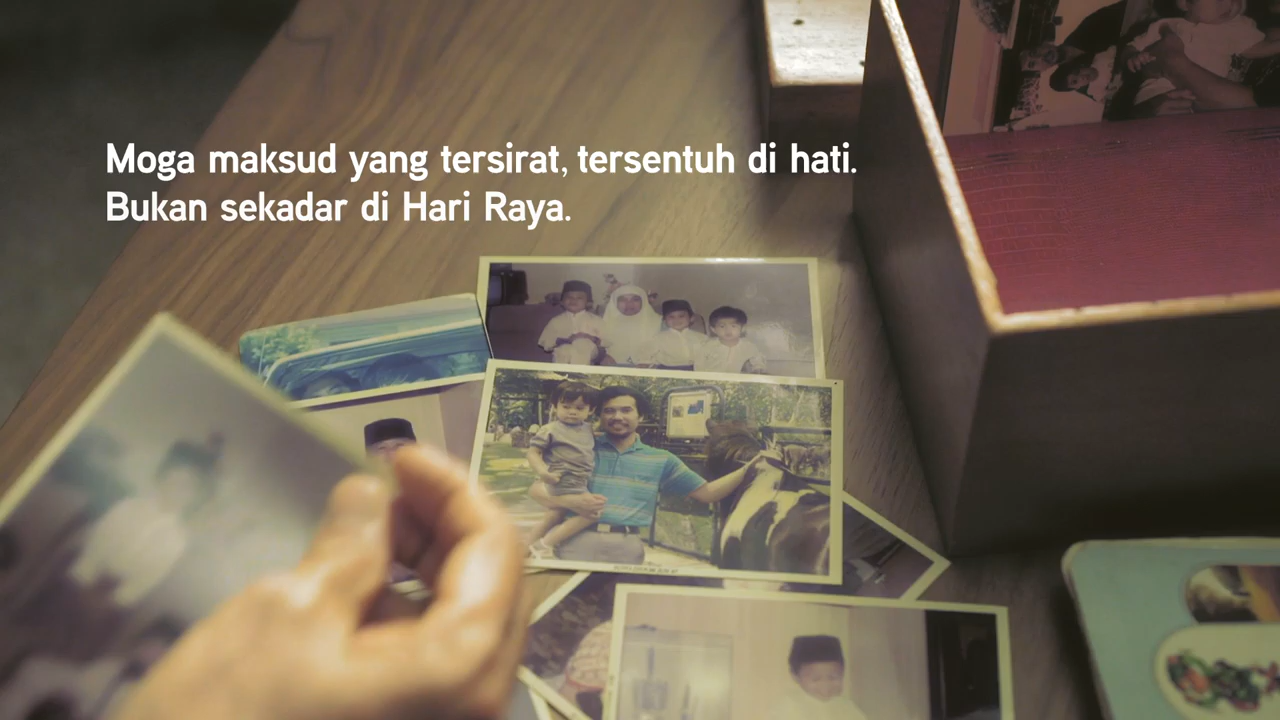 Moga maksud yang tersirat, tersentuh di hati.
Bukan sekadar di Hari Raya.